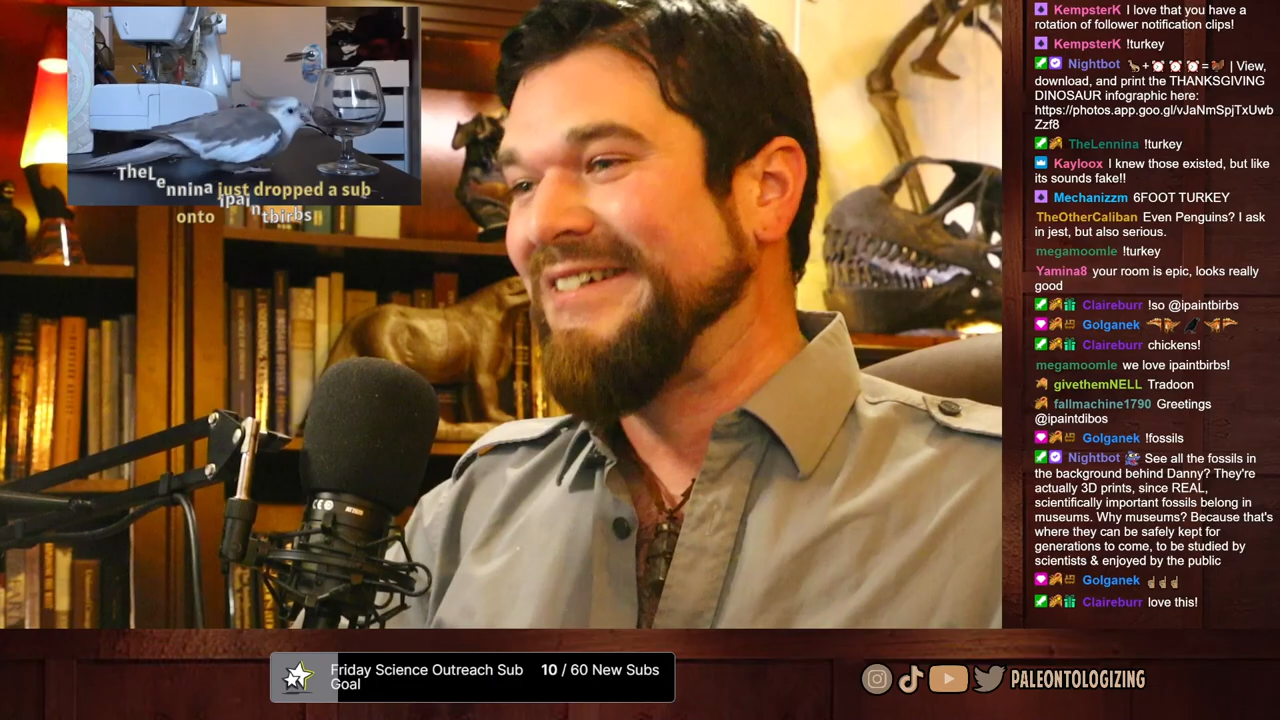 TheLennina just dropped a sub
onto ipaintbirbs
KempsterK I love that you have a
rotation of follower notification clips!
KempsterK !turkey
Nightbot + = | View,
download, and print the THANKSGIVING
DINOSAUR infographic here:
https://photos.app.goo.gl/vJaNmSpjTxUwb
Zzf8
TheLennina !turkey
Kayloox I knew those existed, but like
its sounds fake!!
Mechanizzm 6FOOT TURKEY
TheOtherCaliban Even Penguins? I ask
in jest, but also serious.
megamoomle !turkey
Yamina8 your room is epic, looks really
good
Claireburr !so @ipaintbirbs
Golganek
Claireburr chickens!
megamoomle we love ipaintbirbs!
givethemNELL Tradoon
fallmachine1790 Greetings
@ipaintdibos
Golganek !fossils
Nightbot See all the fossils in
the background behind Danny? They're
actually 3D prints, since REAL,
scientifically important fossils belong in
museums. Why museums? Because that's
where they can be safely kept for
generations to come, to be studied by
scientists & enjoyed by the public
Golganek
Claireburr love this!
Friday Science Outreach Sub
Goal
10 / 60 New Subs
PALEONTOLOGIZING